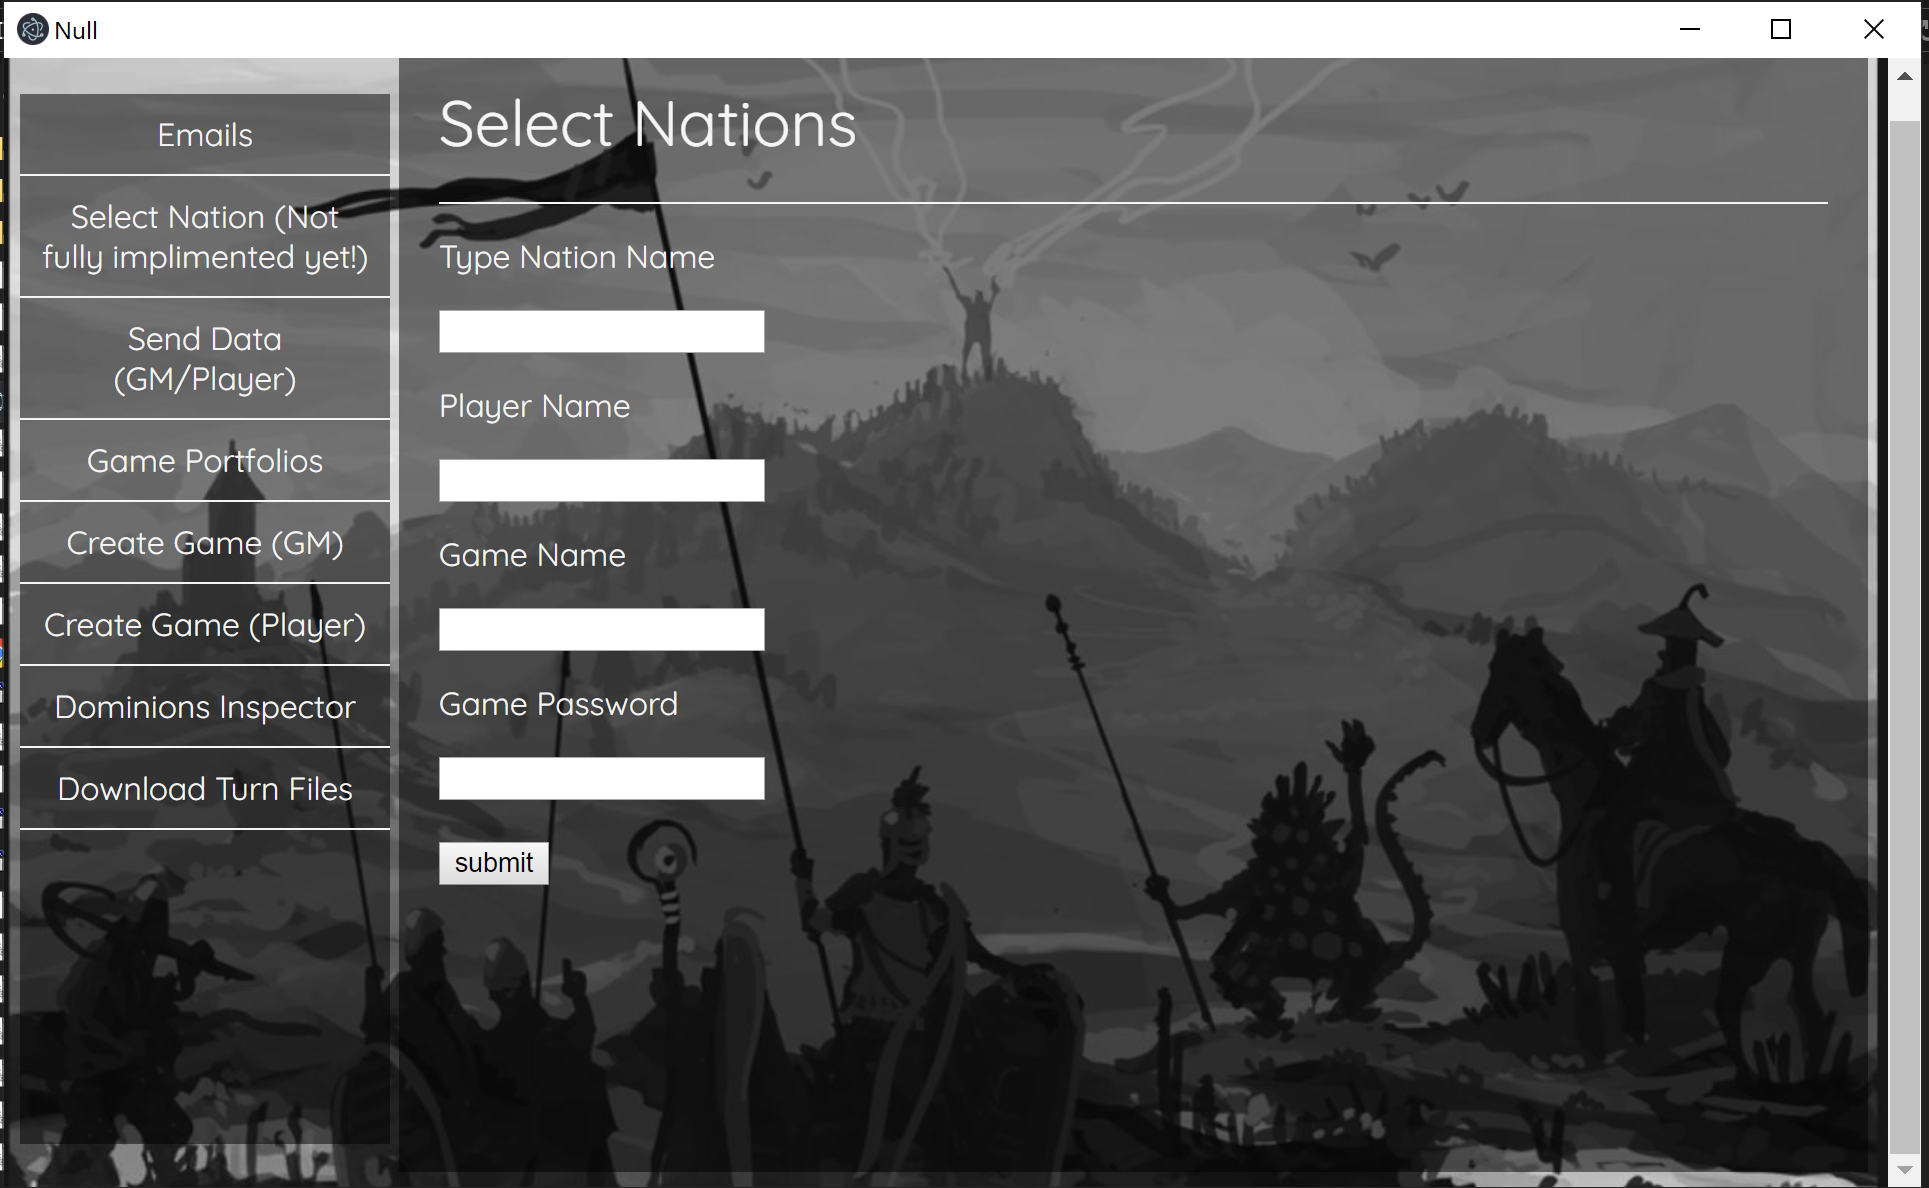 Null
Emails
Select Nation (Not
fully implimented yet!)
Send Data
(GM/Player)
Game Portfolios
Create Game (GM)
Create Game (Player)
Dominions Inspector
Download Turn Files
Select Nations
Type Nation Name
Player Name
Game Name
Game Password
submit